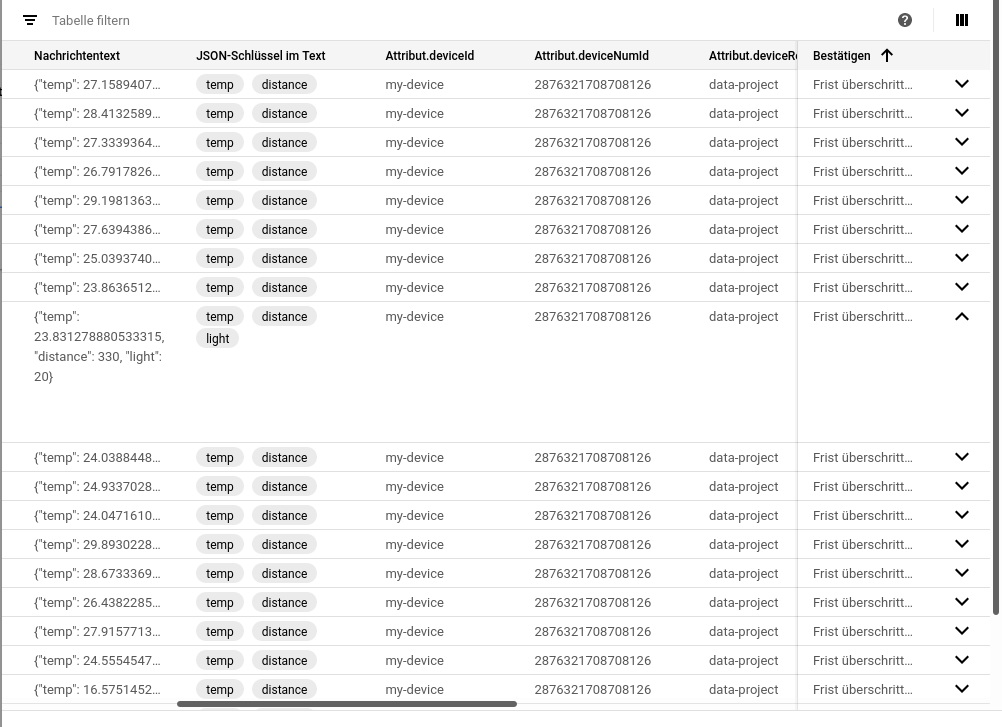 Tabelle filtern
Nachrichtentext JSON-Schlüssel im Text Attribut.deviceId Attribut.deviceNumId Attribut.deviceRe Bestätigen
{"temp": 27.1589407… temp distance my-device 2876321708708126 data-project Frist überschritt…
{"temp": 28.4132589… temp distance my-device 2876321708708126 data-project Frist überschritt…
{"temp": 27.3339364… temp distance my-device 2876321708708126 data-project Frist überschritt…
{"temp": 26.7917826… temp distance my-device 2876321708708126 data-project Frist überschritt…
{"temp": 29.1981363… temp distance my-device 2876321708708126 data-project Frist überschritt…
{"temp": 27.6394386… temp distance my-device 2876321708708126 data-project Frist überschritt…
{"temp": 25.0393740… temp distance my-device 2876321708708126 data-project Frist überschritt…
{"temp": 23.8636512… temp distance my-device 2876321708708126 data-project Frist überschritt…
{"temp": temp distance my-device 2876321708708126 data-project Frist überschritt…
23.831278880533315, light
"distance": 330, "light":
20}
{"temp": 24.0388448… temp distance my-device 2876321708708126 data-project Frist überschritt…
{"temp": 24.9337028… temp distance my-device 2876321708708126 data-project Frist überschritt…
{"temp": 24.0471610… temp distance my-device 2876321708708126 data-project Frist überschritt…
{"temp": 29.8930228… temp distance my-device 2876321708708126 data-project Frist überschritt…
{"temp": 28.6733369… temp distance my-device 2876321708708126 data-project Frist überschritt…
{"temp": 26.4382285… temp distance my-device 2876321708708126 data-project Frist überschritt…
{"temp": 27.9157713… temp distance my-device 2876321708708126 data-project Frist überschritt…
{"temp": 24.5554547… temp distance my-device 2876321708708126 data-project Frist überschritt…
{"temp": 16.5751452… temp distance my-device 2876321708708126 data-project Frist überschritt…